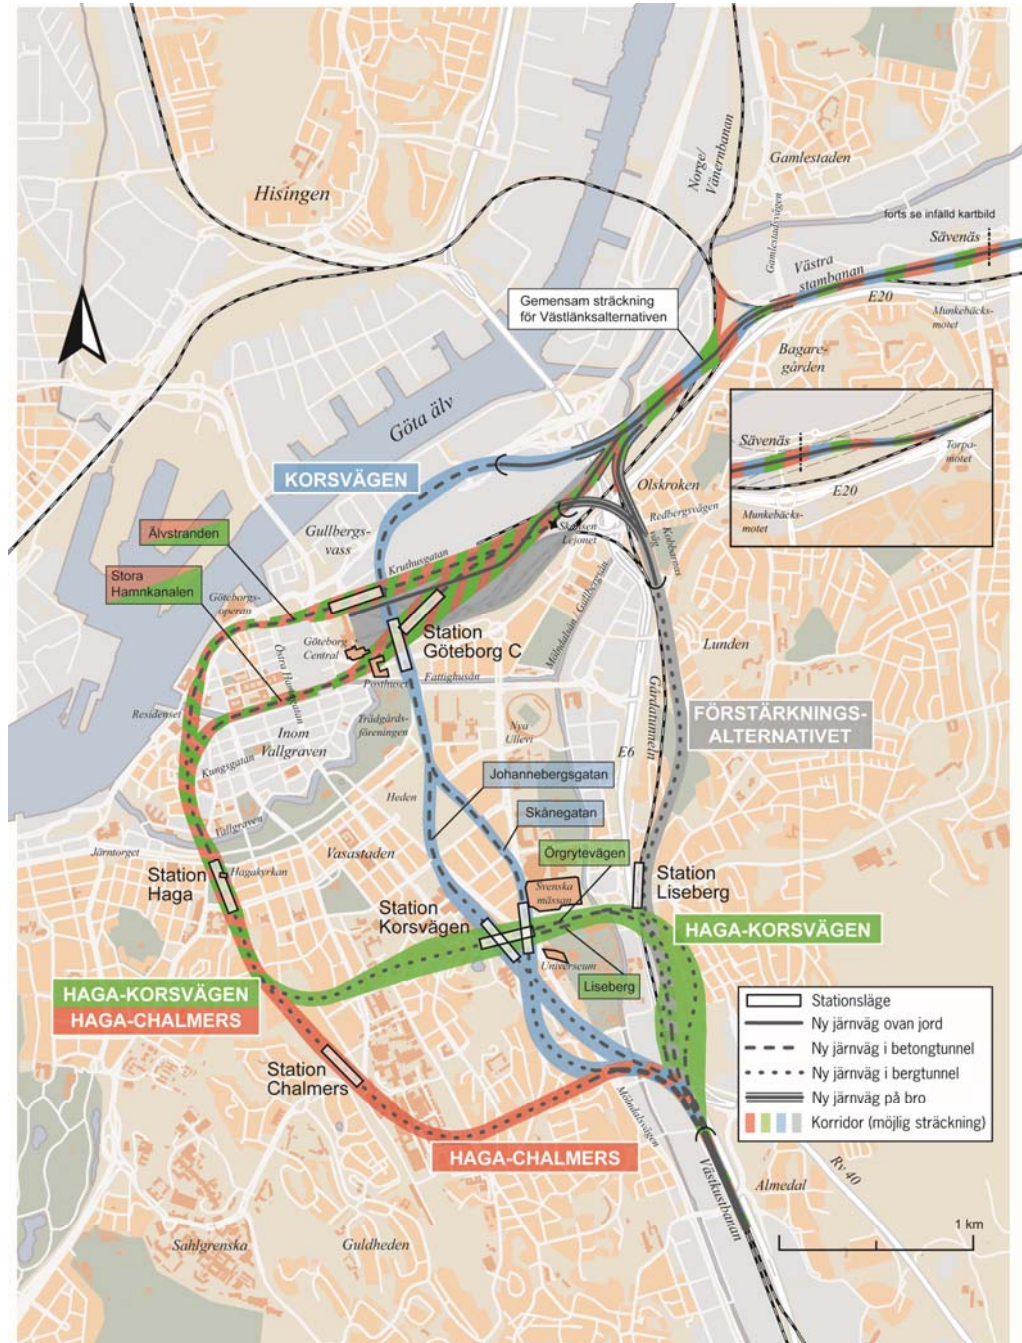 Hisingen
Norge/
Vänernbanan
Gamlestaden
Gamlestadsvägen
forts se infälld kartbild
Sävenäs
Västra
stambanan
E20
Munkebäcks-
motet
Gemensam sträckning
för Västlänksalternativen
Bagare-
gården
Göta älv
Sävenäs
Torpa-
motet
E20
Munkebäcks-
motet
KORSVÄGEN
Olskroken
Redbergsvägen
Kobbarnas
väg
Skansen
Lejonet
Gullbergs-
vass
Älvstranden
Kruthusgatan
Stora
Hamnkanalen
Göteborgs-
operan
Mölndalsån / Gullbergsån
Station
Göteborg C
Göteborg
Central
Östra Hamngatan
Posthuset
Fattighusån
Lunden
Residenset
Trädgårds-
föreningen
Inom
Vallgraven
Nya
Ullevi
Gårdatunneln
FÖRSTÄRKNINGS-
ALTERNATIVET
E6
Kungsgatan
Johannebergsgatan
Heden
Skånegatan
Vallgraven
Järntorget
Vasastaden
Örgrytevägen
Station
Haga
Hagakyrkan
Station
Liseberg
Svenska
mässan
Station
Korsvägen
HAGA-KORSVÄGEN
Universeum
Liseberg
HAGA-KORSVÄGEN
HAGA-CHALMERS
Stationsläge
Ny järnväg ovan jord
Ny järnväg i betongtunnel
Ny järnväg i bergtunnel
Ny järnväg på bro
Korridor (möjlig sträckning)
Station
Chalmers
Mölndalsvägen
HAGA-CHALMERS
Västkustbanan
Rv 40
Almedal
1 km
Sahlgrenska
Guldheden